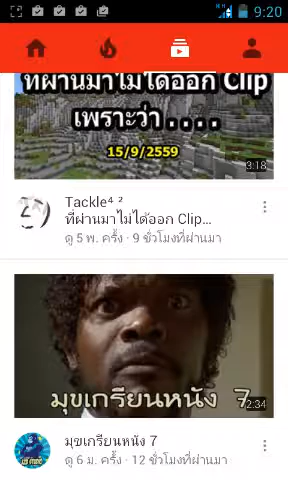 9:20
ที่ผ่านมาไม่ได้ออก Clip
เพราะว่า . . . .
15/9/2559
3:18
Tackle⁴ ²
ที่ผ่านมาไม่ได้ออก Clip...
ดู 5 พ. ครั้ง · 9 ชั่วโมงที่ผ่านมา
มุขเกรียนหนัง 7
2:34
มุขเกรียนหนัง 7
ดู 6 ม. ครั้ง · 12 ชั่วโมงที่ผ่านมา